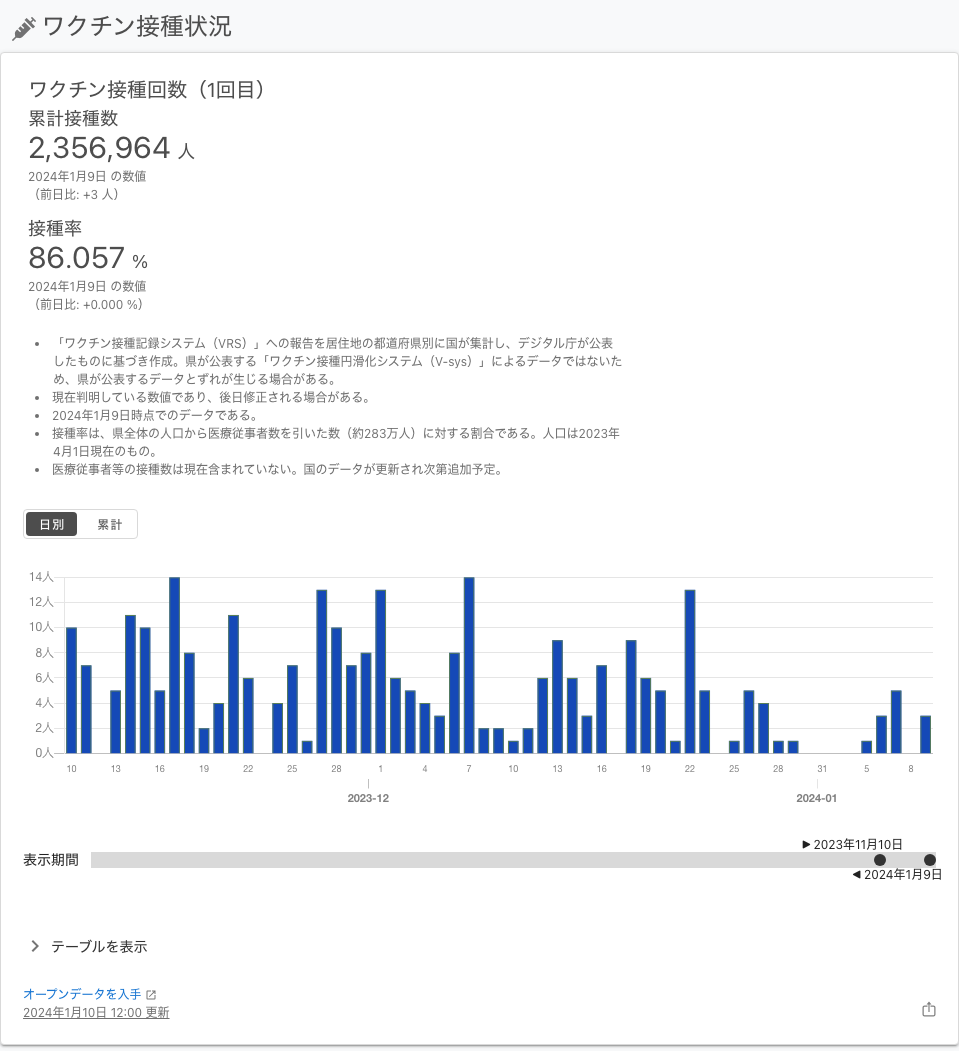 ワクチン接種状況
ワクチン接種回数（1回目）
累計接種数
2,356,964 人
2024年1月9日 の数値
（前日比: +3 人）
接種率
86.057 %
2024年1月9日 の数値
（前日比: +0.000 %）
• 「ワクチン接種記録システム（VRS）」への報告を居住地の都道府県別に国が集計し、デジタル庁が公表
したものに基づき作成。県が公表する「ワクチン接種円滑化システム（V-sys）」によるデータではないた
め、県が公表するデータとずれが生じる場合がある。
• 現在判明している数値であり、後日修正される場合がある。
• 2024年1月9日時点でのデータである。
• 接種率は、県全体の人口から医療従事者数を引いた数（約283万人）に対する割合である。人口は2023年
4月1日現在のもの。
• 医療従事者等の接種数は現在含まれていない。国のデータが更新され次第追加予定。
日別 累計
14人
12人
10人
8人
6人
4人
2人
0人
10 13 16 19 22 25 28 1 4 7 10 13 16 19 22 25 28 31 5 8
2023-12 2024-01
▶ 2023年11月10日
表示期間
◀ 2024年1月9日
テーブルを表示
オープンデータを入手
2024年1月10日 12:00 更新